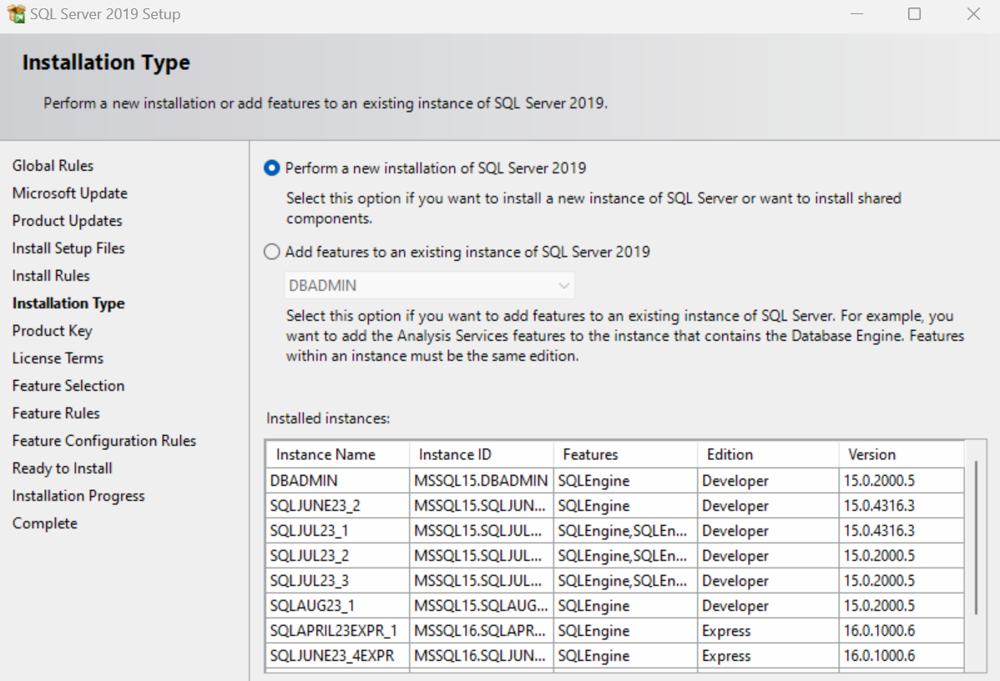 SQL Server 2019 Setup
Installation Type
Perform a new installation or add features to an existing instance of SQL Server 2019.
Global Rules
Microsoft Update
Product Updates
Install Setup Files
Install Rules
Installation Type
Product Key
License Terms
Feature Selection
Feature Rules
Feature Configuration Rules
Ready to Install
Installation Progress
Complete
Perform a new installation of SQL Server 2019
Select this option if you want to install a new instance of SQL Server or want to install shared
components.
Add features to an existing instance of SQL Server 2019
DBADMIN
Select this option if you want to add features to an existing instance of SQL Server. For example, you
want to add the Analysis Services features to the instance that contains the Database Engine. Features
within an instance must be the same edition.
Installed instances:
Instance Name Instance ID Features Edition Version
DBADMIN MSSQL15.DBADMIN SQLEngine Developer 15.0.2000.5
SQLJUNE23_2 MSSQL15.SQLJUN... SQLEngine Developer 15.0.4316.3
SQLJUL23_1 MSSQL15.SQLJUL... SQLEngine,SQLEn... Developer 15.0.4316.3
SQLJUL23_2 MSSQL15.SQLJUL... SQLEngine,SQLEn... Developer 15.0.2000.5
SQLJUL23_3 MSSQL15.SQLJUL... SQLEngine,SQLEn... Developer 15.0.2000.5
SQLAUG23_1 MSSQL15.SQLAUG... SQLEngine Developer 15.0.2000.5
SQLAPRIL23EXPR_1 MSSQL16.SQLAPR... SQLEngine Express 16.0.1000.6
SQLJUNE23_4EXPR MSSQL16.SQLJUN... SQLEngine Express 16.0.1000.6